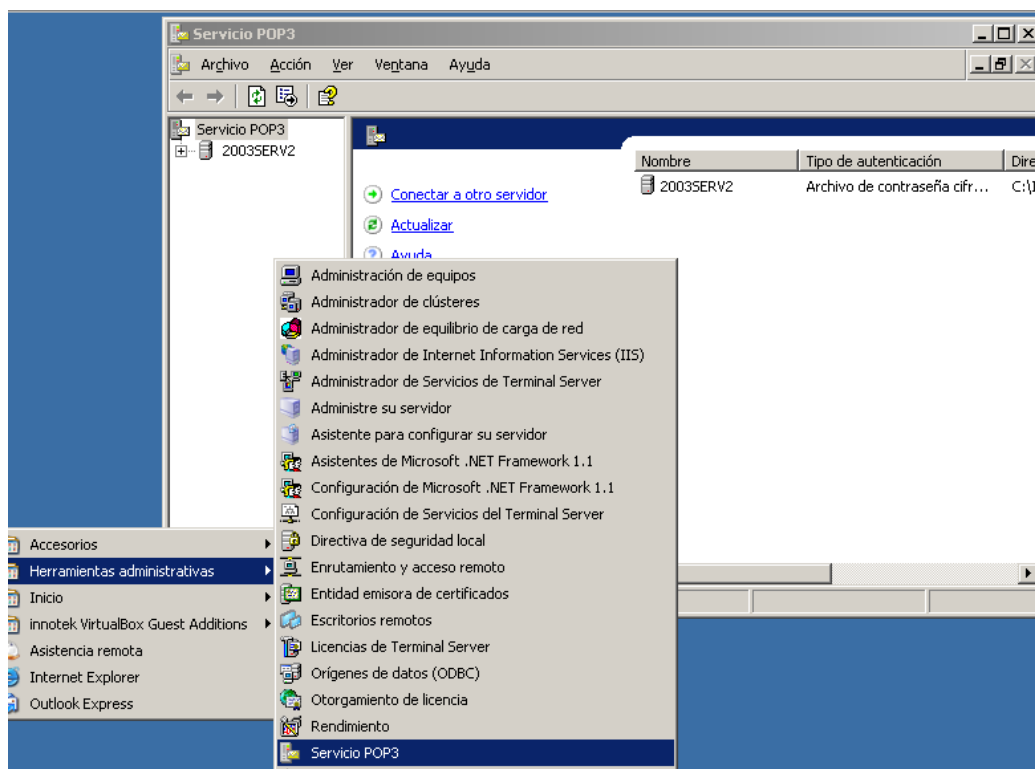 Servicio POP3
Archivo Acción Ver Ventana Ayuda
Servicio POP3
2003SERV2
Nombre Tipo de autenticación Dire
2003SERV2 Archivo de contraseña cifr... C:\I
Conectar a otro servidor
Actualizar
Ayuda
Administración de equipos
Administrador de clústeres
Administrador de equilibrio de carga de red
Administrador de Internet Information Services (IIS)
Administrador de Servicios de Terminal Server
Administre su servidor
Asistente para configurar su servidor
Asistentes de Microsoft .NET Framework 1.1
Configuración de Microsoft .NET Framework 1.1
Configuración de Servicios del Terminal Server
Directiva de seguridad local
Enrutamiento y acceso remoto
Entidad emisora de certificados
Escritorios remotos
Licencias de Terminal Server
Orígenes de datos (ODBC)
Otorgamiento de licencia
Rendimiento
Servicio POP3
Accesorios
Herramientas administrativas
Inicio
innotek VirtualBox Guest Additions
Asistencia remota
Internet Explorer
Outlook Express